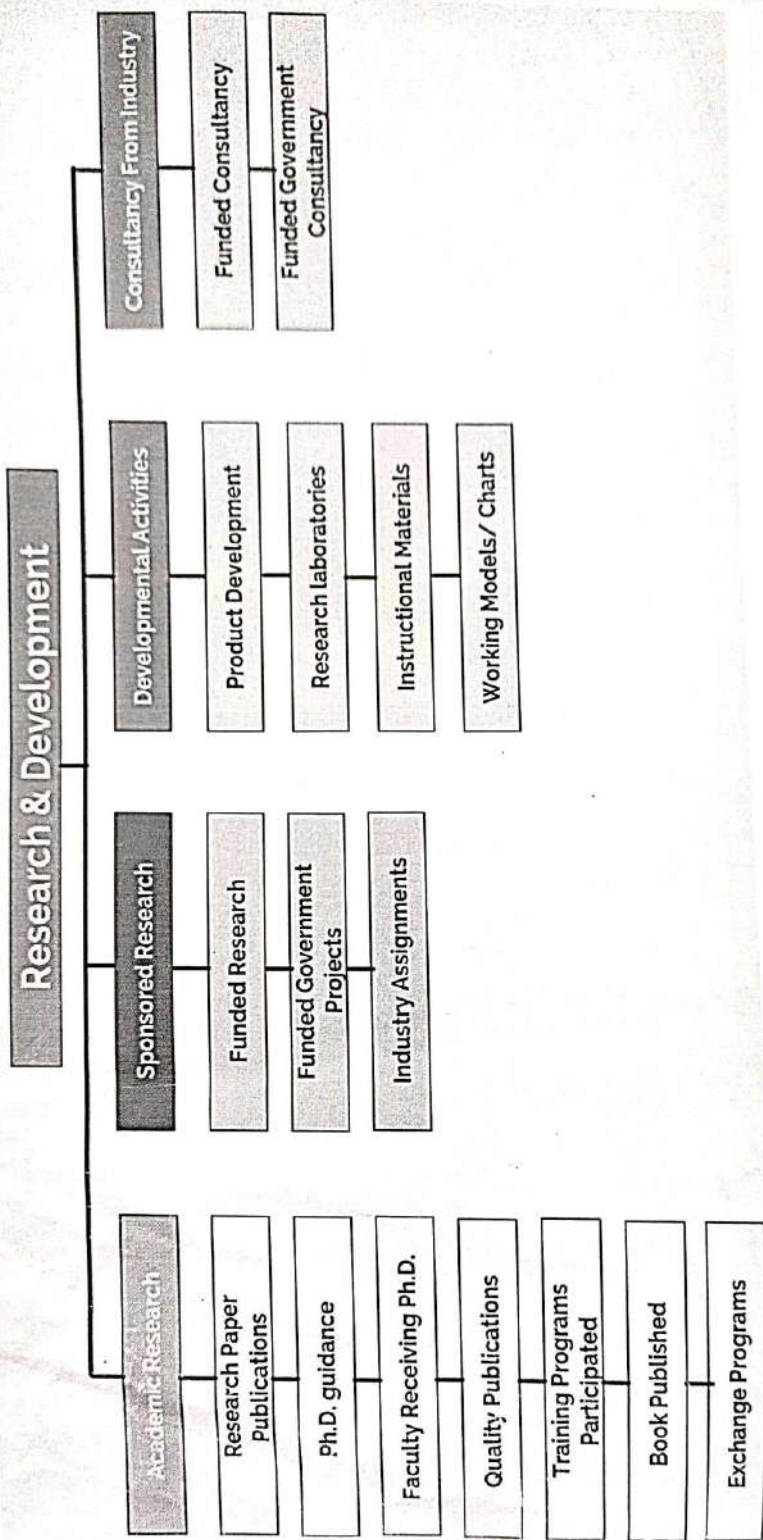 Research & Development
Academic Research
Research Paper
Publications
Ph.D. guidance
Faculty Receiving Ph.D.
Quality Publications
Training Programs
Participated
Book Published
Exchange Programs
Sponsored Research
Funded Research
Funded Government
Projects
Industry Assignments
Developmental Activities
Product Development
Research laboratories
Instructional Materials
Working Models/ Charts
Consultancy From Industry
Funded Consultancy
Funded Government
Consultancy